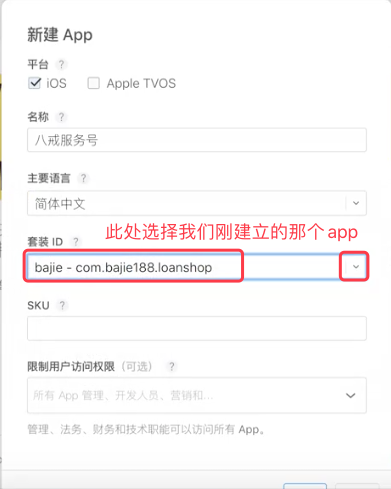 新建 App
平台 ?
iOS Apple TVOS
名称 ?
八戒服务号
主要语言 ?
简体中文
此处选择我们刚建立的那个app
套装 ID ?
bajie - com.bajie188.loanshop
SKU ?
限制用户访问权限（可选） ?
所有 App 管理、开发人员、营销和...
管理、法务、财务和技术职能可以访问所有 App。